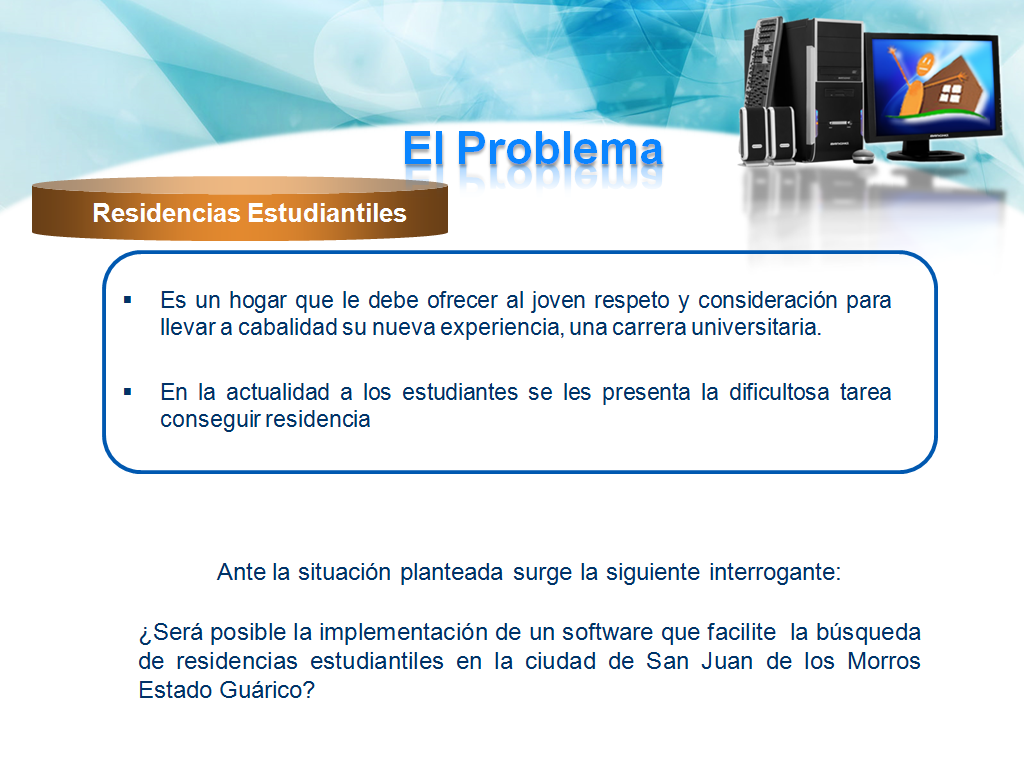 El Problema
Residencias Estudiantiles
▪ Es un hogar que le debe ofrecer al joven respeto y consideración para
llevar a cabalidad su nueva experiencia, una carrera universitaria.
▪ En la actualidad a los estudiantes se les presenta la dificultosa tarea
conseguir residencia
Ante la situación planteada surge la siguiente interrogante:
¿Será posible la implementación de un software que facilite la búsqueda
de residencias estudiantiles en la ciudad de San Juan de los Morros
Estado Guárico?